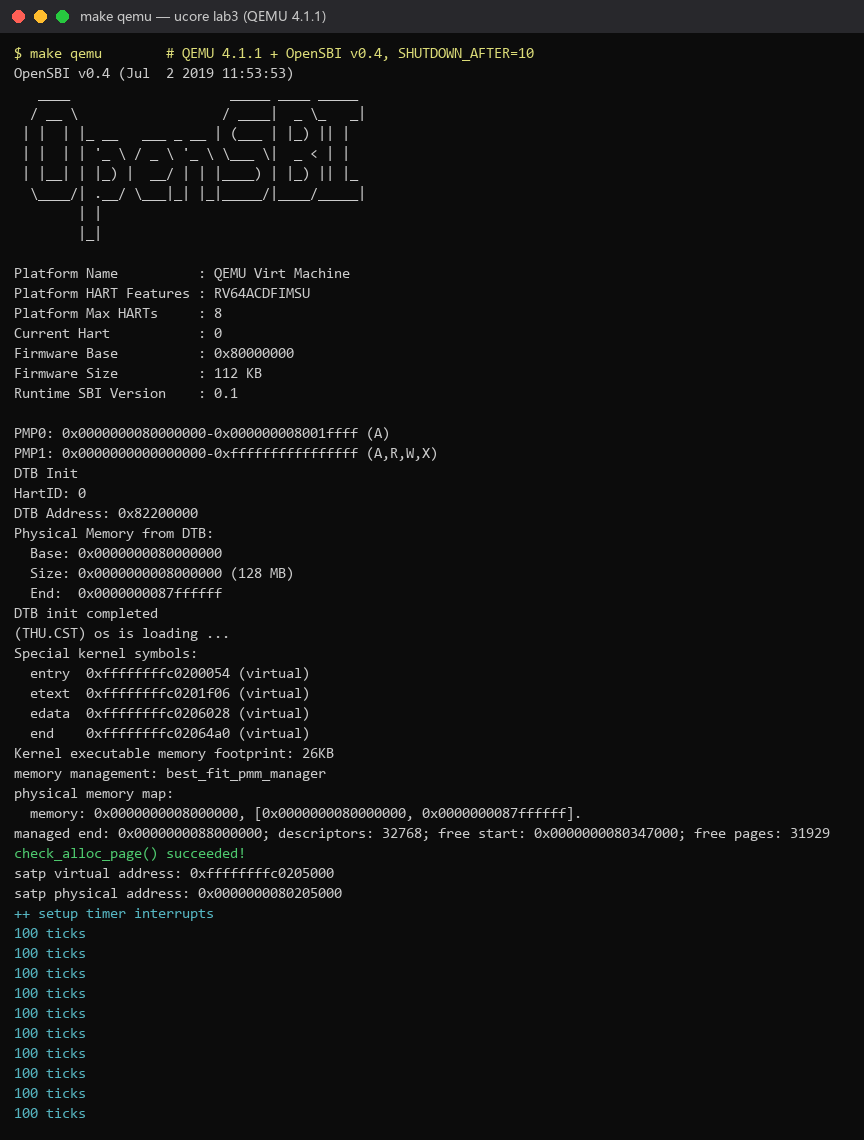 make qemu — ucore lab3 (QEMU 4.1.1)
$ make qemu        # QEMU 4.1.1 + OpenSBI v0.4, SHUTDOWN_AFTER=10
OpenSBI v0.4 (Jul  2 2019 11:53:53)
   ____                    _____ ____ _____
  / __ \                  / ____|  _ \_   _|
 | |  | |_ __   ___ _ __ | (___ | |_) || |
 | |  | | '_ \ / _ \ '_ \ \___ \|  _ < | |
 | |__| | |_) |  __/ | | |____) | |_) || |_
  \____/| .__/ \___|_| |_|_____/|____/_____|
        | |
        |_|
Platform Name          : QEMU Virt Machine
Platform HART Features : RV64ACDFIMSU
Platform Max HARTs     : 8
Current Hart           : 0
Firmware Base          : 0x80000000
Firmware Size          : 112 KB
Runtime SBI Version    : 0.1
PMP0: 0x0000000080000000-0x000000008001ffff (A)
PMP1: 0x0000000000000000-0xffffffffffffffff (A,R,W,X)
DTB Init
HartID: 0
DTB Address: 0x82200000
Physical Memory from DTB:
  Base: 0x0000000080000000
  Size: 0x0000000008000000 (128 MB)
  End:  0x0000000087ffffff
DTB init completed
(THU.CST) os is loading ...
Special kernel symbols:
  entry  0xffffffffc0200054 (virtual)
  etext  0xffffffffc0201f06 (virtual)
  edata  0xffffffffc0206028 (virtual)
  end    0xffffffffc02064a0 (virtual)
Kernel executable memory footprint: 26KB
memory management: best_fit_pmm_manager
physical memory map:
  memory: 0x0000000008000000, [0x0000000080000000, 0x0000000087ffffff].
managed end: 0x0000000088000000; descriptors: 32768; free start: 0x0000000080347000; free pages: 31929
check_alloc_page() succeeded!
satp virtual address: 0xffffffffc0205000
satp physical address: 0x0000000080205000
++ setup timer interrupts
100 ticks
100 ticks
100 ticks
100 ticks
100 ticks
100 ticks
100 ticks
100 ticks
100 ticks
100 ticks